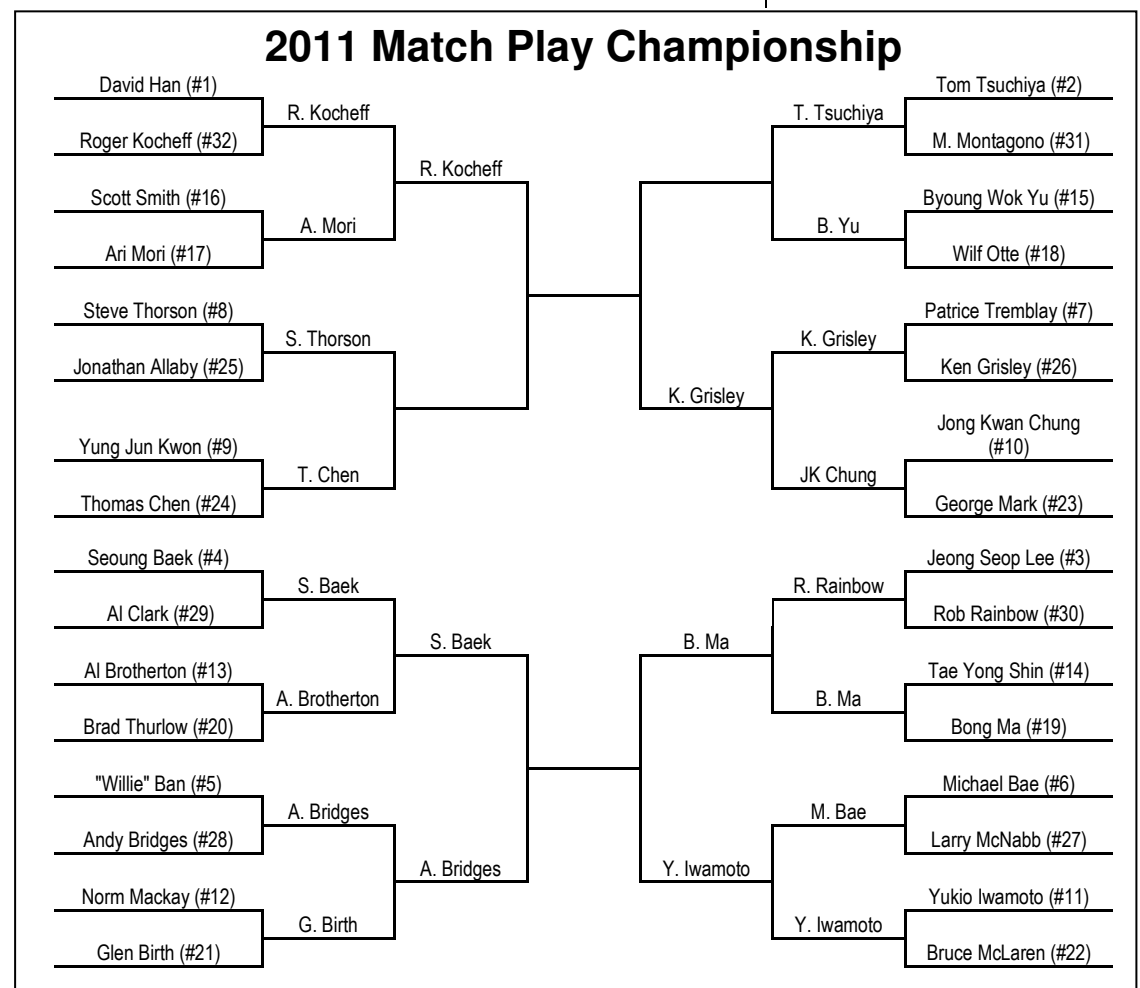 2011 Match Play Championship
David Han (#1)
Roger Kocheff (#32)
Scott Smith (#16)
Ari Mori (#17)
Steve Thorson (#8)
Jonathan Allaby (#25)
Yung Jun Kwon (#9)
Thomas Chen (#24)
Seoung Baek (#4)
Al Clark (#29)
Al Brotherton (#13)
Brad Thurlow (#20)
"Willie" Ban (#5)
Andy Bridges (#28)
Norm Mackay (#12)
Glen Birth (#21)
R. Kocheff
A. Mori
S. Thorson
T. Chen
S. Baek
A. Brotherton
A. Bridges
G. Birth
R. Kocheff
S. Baek
A. Bridges
K. Grisley
B. Ma
Y. Iwamoto
T. Tsuchiya
B. Yu
K. Grisley
JK Chung
R. Rainbow
B. Ma
M. Bae
Y. Iwamoto
Tom Tsuchiya (#2)
M. Montagono (#31)
Byoung Wok Yu (#15)
Wilf Otte (#18)
Patrice Tremblay (#7)
Ken Grisley (#26)
Jong Kwan Chung
(#10)
George Mark (#23)
Jeong Seop Lee (#3)
Rob Rainbow (#30)
Tae Yong Shin (#14)
Bong Ma (#19)
Michael Bae (#6)
Larry McNabb (#27)
Yukio Iwamoto (#11)
Bruce McLaren (#22)